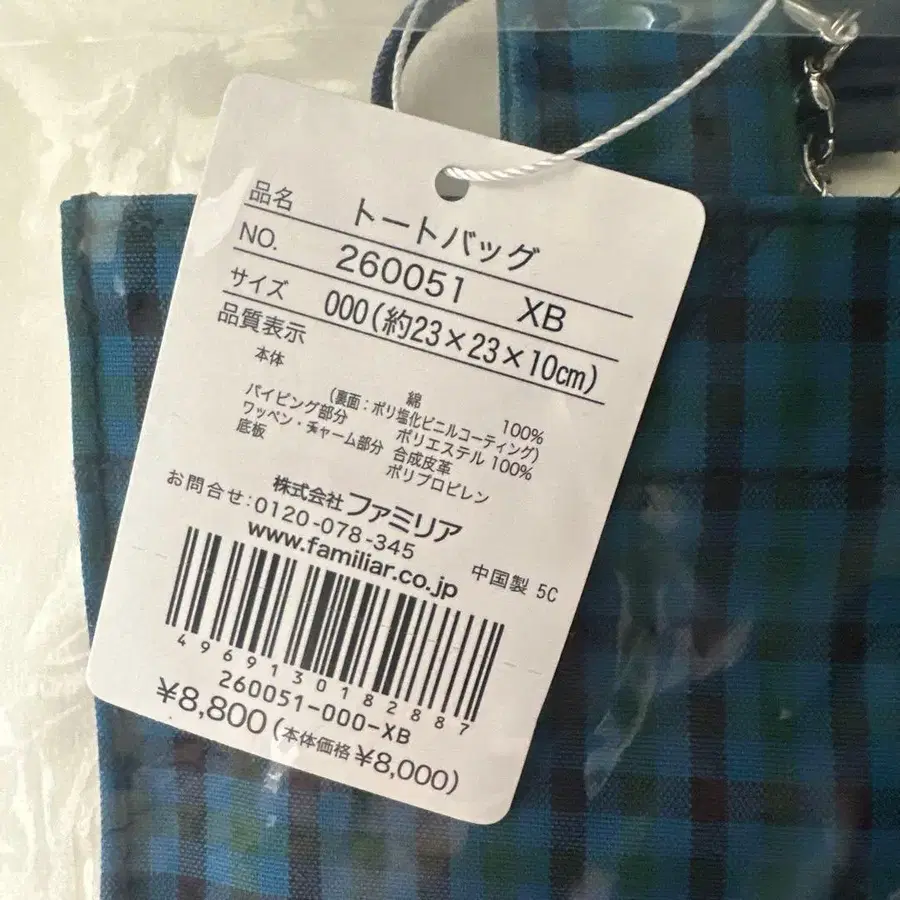 品名 トートバッグ
NO. 260051 XB
サイズ 000(約23×23×10cm)
品質表示
本体 綿 100%
(裏面:ポリ塩化ビニルコーティング)
パイピング部分 ポリエステル 100%
ワッペン・チャーム部分 合成皮革
底板 ポリプロピレン
株式会社ファミリア
お問合せ:0120-078-345
www.familiar.co.jp
中国製 5C
4969130182887
260051-000-XB
¥8,800(本体価格¥8,000)